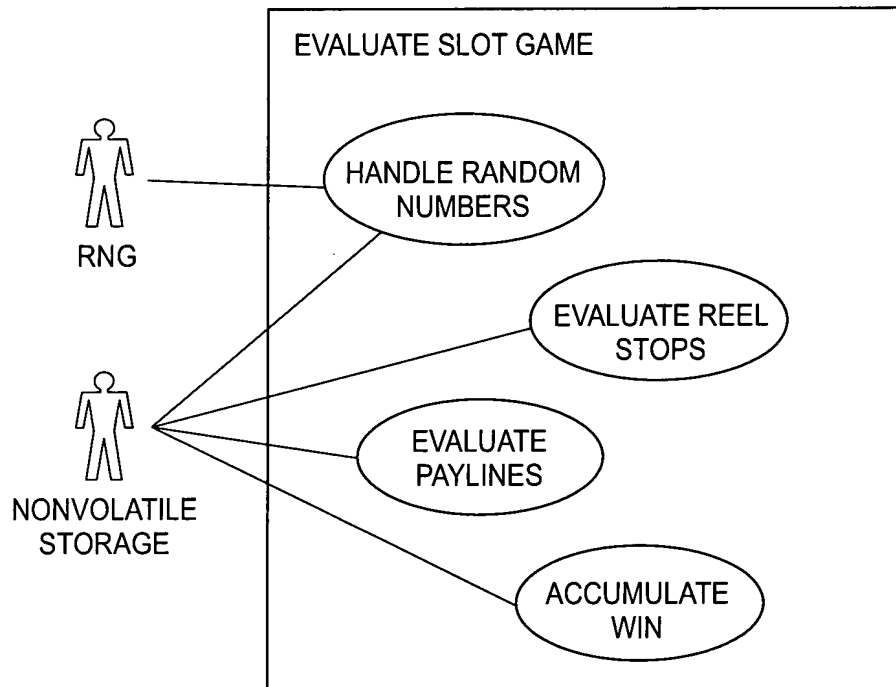 EVALUATE SLOT GAME
HANDLE RANDOM
NUMBERS
RNG
EVALUATE REEL
STOPS
EVALUATE
PAYLINES
NONVOLATILE
STORAGE
ACCUMULATE
WIN